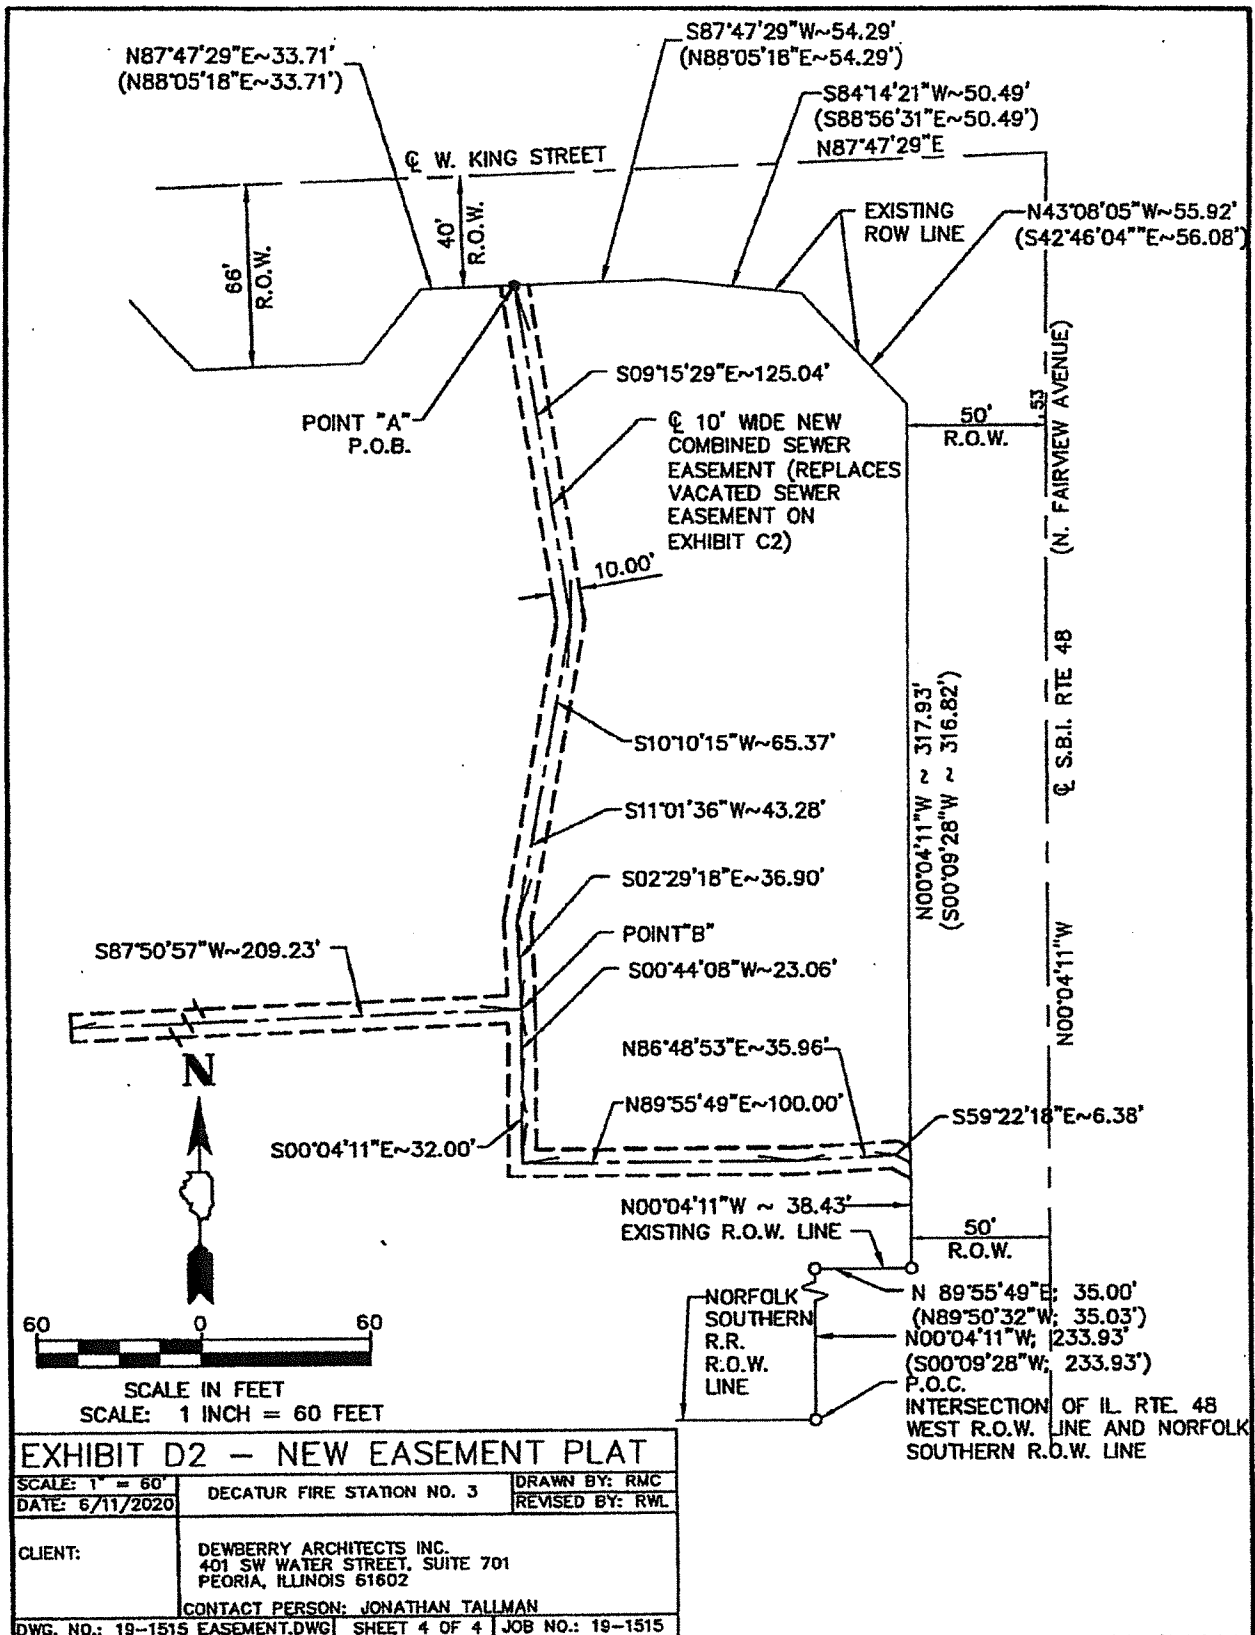 N87°47'29"E~33.71'
(N88°05'18"E~33.71')
S87°47'29"W~54.29'
(N88°05'18"E~54.29')
S84°14'21"W~50.49'
(S88°56'31"E~50.49')
N87°47'29"E
℄ W. KING STREET
66'
R.O.W.
40'
R.O.W.
EXISTING
ROW LINE
N43°08'05"W~55.92'
(S42°46'04""E~56.08')
POINT "A"
P.O.B.
S09°15'29"E~125.04'
℄ 10' WIDE NEW
COMBINED SEWER
EASEMENT (REPLACES
VACATED SEWER
EASEMENT ON
EXHIBIT C2)
50'
R.O.W.
.53
(N. FAIRVIEW AVENUE)
10.00'
℄ S.B.I. RTE 48
N00°04'11"W
N00°04'11"W ~ 317.93'
(S00°09'28"W ~ 316.82')
S10°10'15"W~65.37'
S11°01'36"W~43.28'
S02°29'18"E~36.90'
POINT"B"
S00°44'08"W~23.06'
S87°50'57"W~209.23'
N86°48'53"E~35.96'
N89°55'49"E~100.00'
S59°22'18"E~6.38'
S00°04'11"E~32.00'
N
N00°04'11"W ~ 38.43'
EXISTING R.O.W. LINE
50'
R.O.W.
NORFOLK
SOUTHERN
R.R.
R.O.W.
LINE
N 89°55'49"E; 35.00'
(N89°50'32"W; 35.03')
N00°04'11"W; 233.93'
(S00°09'28"W; 233.93')
P.O.C.
INTERSECTION OF IL. RTE. 48
WEST R.O.W. LINE AND NORFOLK
SOUTHERN R.O.W. LINE
60 0 60
SCALE IN FEET
SCALE: 1 INCH = 60 FEET
EXHIBIT D2 - NEW EASEMENT PLAT
SCALE: 1" = 60'
DATE: 6/11/2020
DECATUR FIRE STATION NO. 3
DRAWN BY: RMC
REVISED BY: RWL
CLIENT:
DEWBERRY ARCHITECTS INC.
401 SW WATER STREET, SUITE 701
PEORIA, ILLINOIS 61602
CONTACT PERSON: JONATHAN TALLMAN
DWG. NO.: 19-1515 EASEMENT.DWG SHEET 4 OF 4 JOB NO.: 19-1515